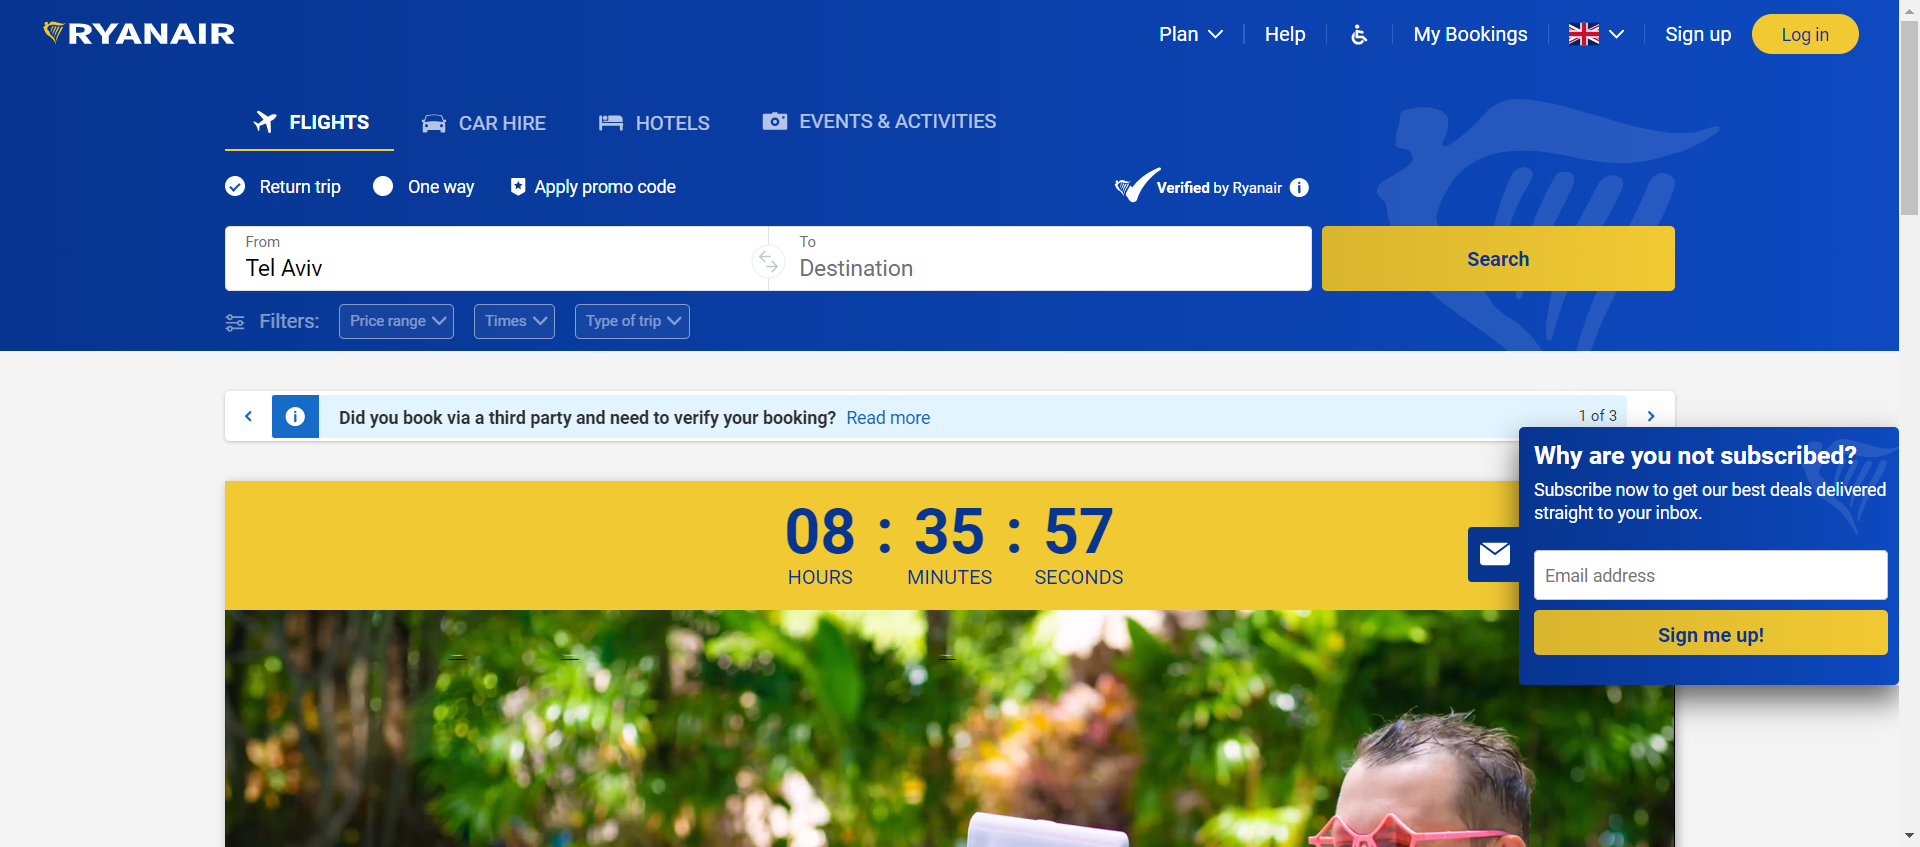 RYANAIR
Plan
Help
My Bookings
Sign up
Log in
FLIGHTS
CAR HIRE
HOTELS
EVENTS & ACTIVITIES
Return trip
One way
Apply promo code
Verified by Ryanair
From
Tel Aviv
To
Destination
Search
Filters:
Price range
Times
Type of trip
Did you book via a third party and need to verify your booking? Read more
1 of 3
Why are you not subscribed?
Subscribe now to get our best deals delivered
straight to your inbox.
Email address
Sign me up!
08 : 35 : 57
HOURS MINUTES SECONDS